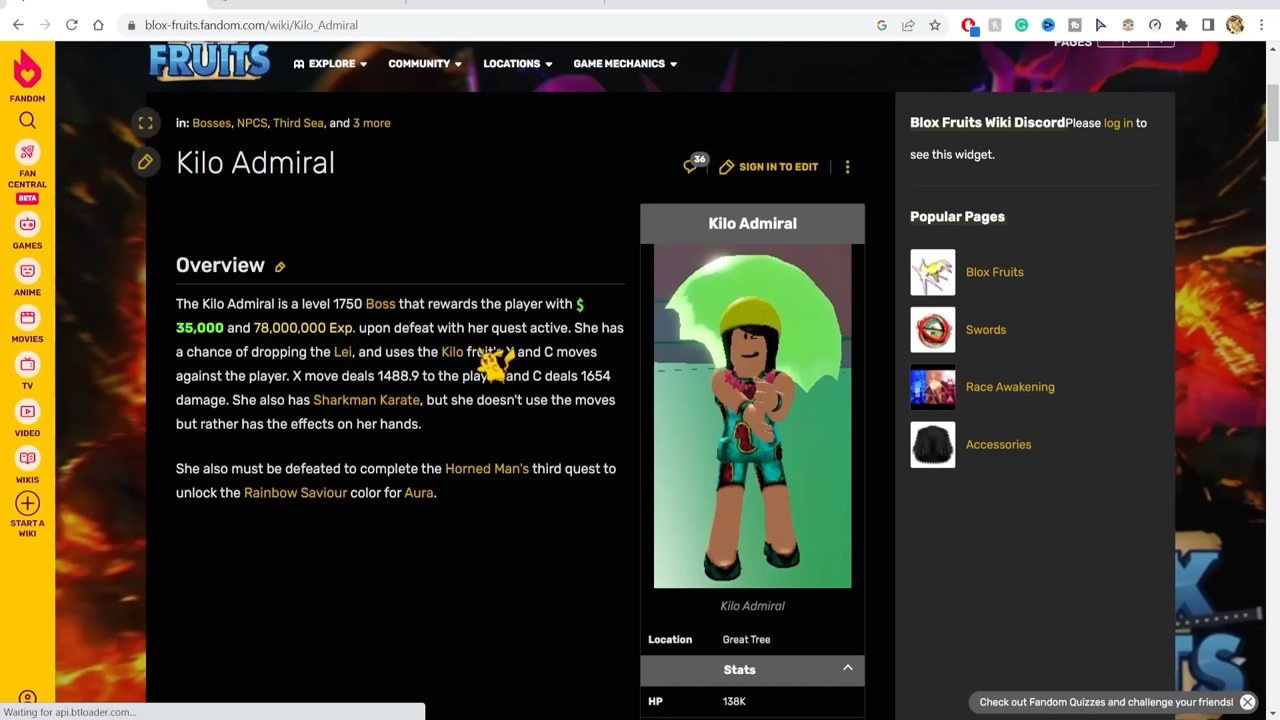 blox-fruits.fandom.com/wiki/Kilo_Admiral
FRUITS
EXPLORE
COMMUNITY
LOCATIONS
GAME MECHANICS
PAGES
FANDOM
FAN
CENTRAL
BETA
GAMES
ANIME
MOVIES
TV
VIDEO
WIKIS
START A
WIKI
in: Bosses, NPCS, Third Sea, and 3 more
Kilo Admiral
36
SIGN IN TO EDIT
Overview
The Kilo Admiral is a level 1750 Boss that rewards the player with $
35,000 and 78,000,000 Exp. upon defeat with her quest active. She has
a chance of dropping the Lei, and uses the Kilo fruit's and C moves
against the player. X move deals 1488.9 to the and C deals 1654
damage. She also has Sharkman Karate, but she doesn't use the moves
but rather has the effects on her hands.
She also must be defeated to complete the Horned Man's third quest to
unlock the Rainbow Saviour color for Aura.
Kilo Admiral
Kilo Admiral
Location Great Tree
Stats
HP 138K
Blox Fruits Wiki DiscordPlease log in to
see this widget.
Popular Pages
Blox Fruits
Swords
Race Awakening
Accessories
Check out Fandom Quizzes and challenge your friends!
Waiting for api.btloader.com...